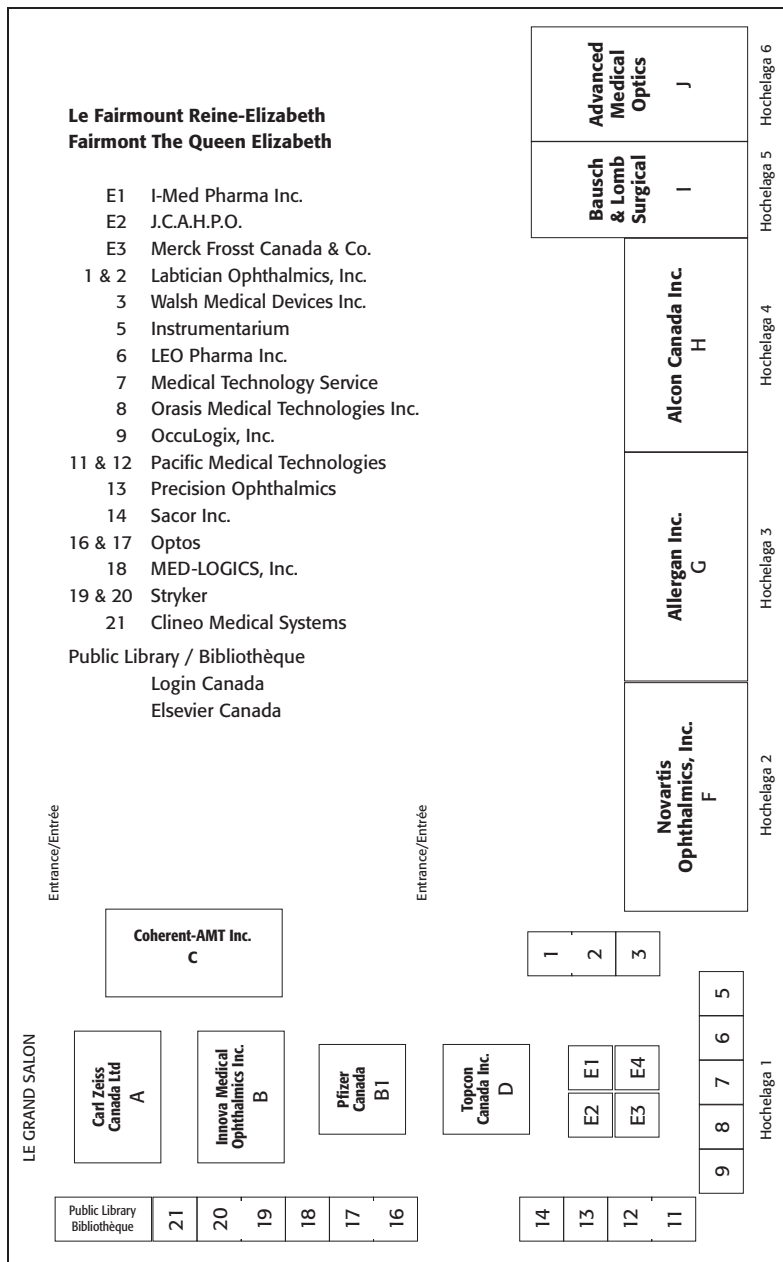 Le Fairmount Reine-Elizabeth
Fairmont The Queen Elizabeth
E1 I-Med Pharma Inc.
E2 J.C.A.H.P.O.
E3 Merck Frosst Canada & Co.
1 & 2 Labtician Ophthalmics, Inc.
3 Walsh Medical Devices Inc.
5 Instrumentarium
6 LEO Pharma Inc.
7 Medical Technology Service
8 Orasis Medical Technologies Inc.
9 OccuLogix, Inc.
11 & 12 Pacific Medical Technologies
13 Precision Ophthalmics
14 Sacor Inc.
16 & 17 Optos
18 MED-LOGICS, Inc.
19 & 20 Stryker
21 Clineo Medical Systems
Public Library / Bibliothèque
Login Canada
Elsevier Canada
Advanced
Medical
Optics
J
Hochelaga 6
Bausch
& Lomb
Surgical
I
Hochelaga 5
Alcon Canada Inc.
H
Hochelaga 4
Allergan Inc.
G
Hochelaga 3
Novartis
Ophthalmics, Inc.
F
Hochelaga 2
Entrance/Entrée
Entrance/Entrée
Coherent-AMT Inc.
C
1
2
3
LE GRAND SALON
Carl Zeiss
Canada Ltd
A
Innova Medical
Ophthalmics Inc.
B
Pfizer
Canada
B1
Topcon
Canada Inc.
D
E1
E4
E2
E3
5
6
7
8
9
Hochelaga 1
Public Library
Bibliothèque
21
20
19
18
17
16
14
13
12
11